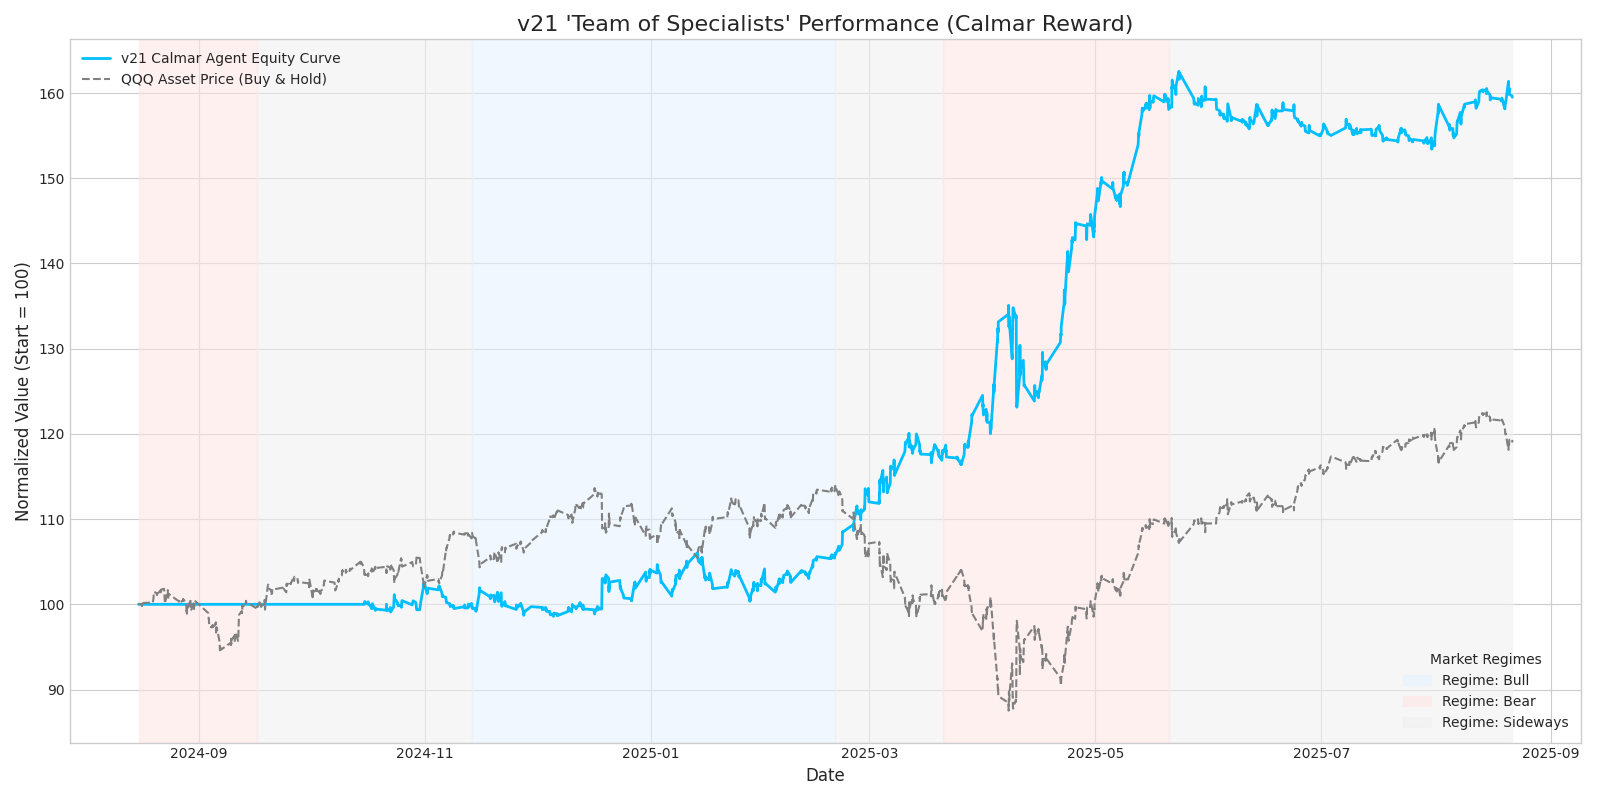 v21 'Team of Specialists' Performance (Calmar Reward)
v21 Calmar Agent Equity Curve
QQQ Asset Price (Buy & Hold)
Normalized Value (Start = 100)
160
150
140
130
120
110
100
90
Market Regimes
Regime: Bull
Regime: Bear
Regime: Sideways
2024-09
2024-11
2025-01
2025-03
2025-05
2025-07
2025-09
Date